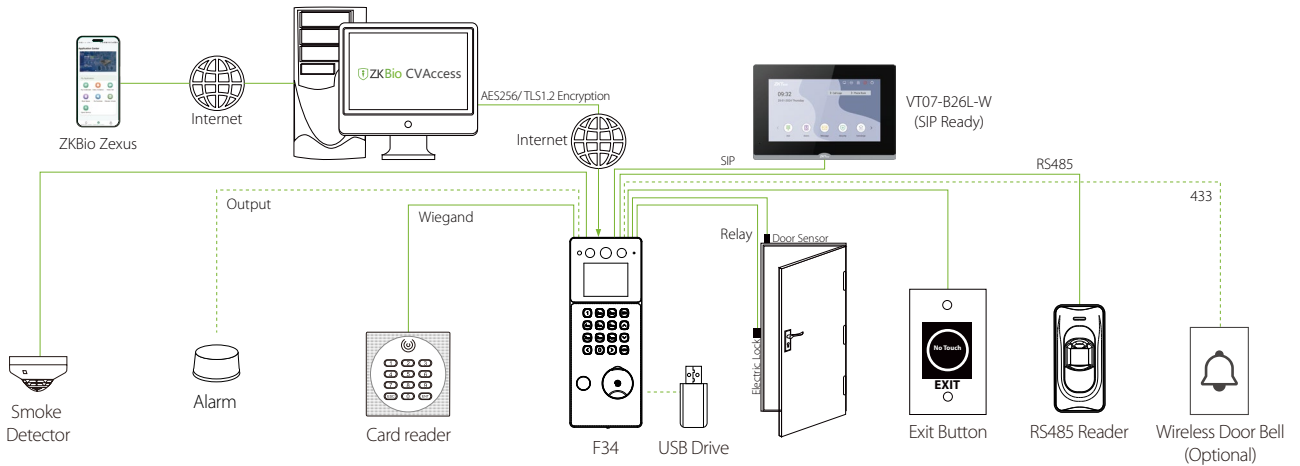 ZKBio CVAccess
AES256/ TLS1.2 Encryption
Internet
ZKBio Zexus
Internet
09:32
VT07-B26L-W
(SIP Ready)
SIP
RS485
Output
Wiegand
433
Relay
Door Sensor
Electric Lock
No Touch
EXIT
Smoke
Detector
Alarm
Card reader
F34
USB Drive
Exit Button
RS485 Reader
Wireless Door Bell
(Optional)